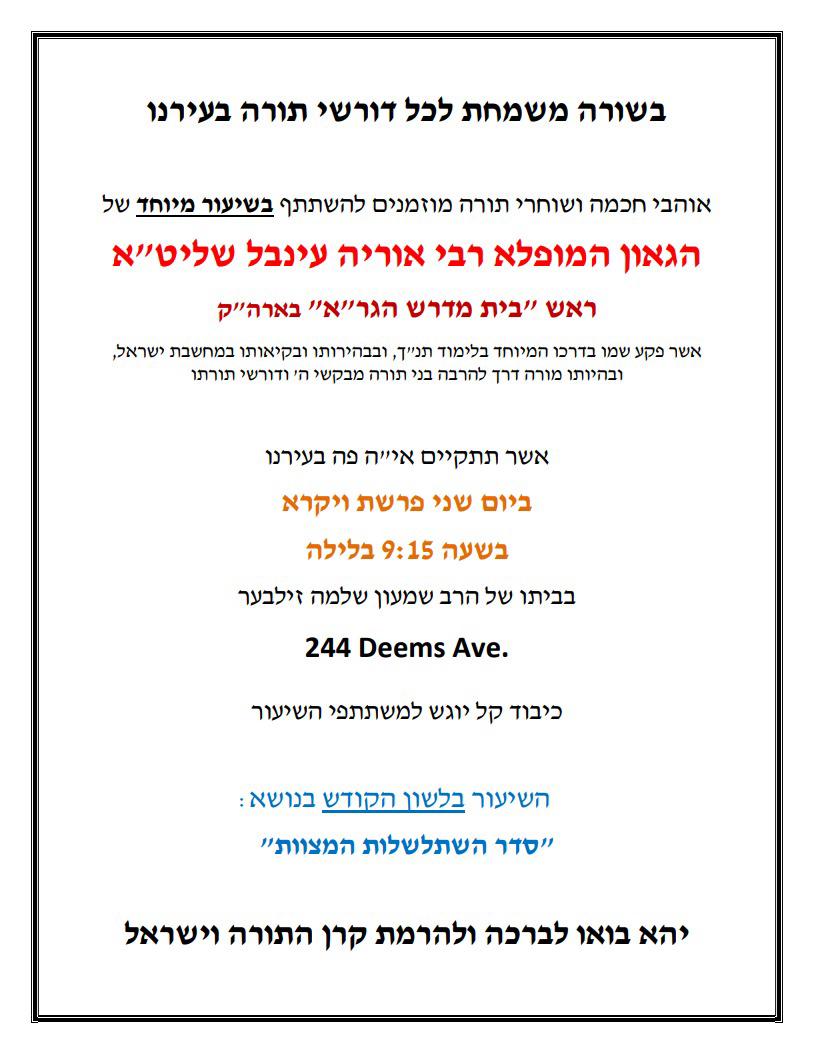 בשורה משמחת לכל דורשי תורה בעירנו
אוהבי חכמה ושוחרי תורה מוזמנים להשתתף בשיעור מיוחד של
הגאון המופלא רבי אוריה עינבל שליט״א
ראש ״בית מדרש הגר״א״ בארה״ק
אשר פקע שמו בדרכו המיוחד בלימוד תנ״ך, ובבהירותו ובקיאותו במחשבת ישראל,
ובהיותו מורה דרך להרבה בני תורה מבקשי ה׳ ודורשי תורתו
אשר תתקיים אי״ה פה בעירנו
ביום שני פרשת ויקרא
בשעה 9:15 בלילה
בביתו של הרב שמעון שלמה זילבער
244 Deems Ave.
כיבוד קל יוגש למשתתפי השיעור
השיעור בלשון הקודש בנושא:
״סדר השתלשלות המצוות״
יהא בואו לברכה ולהרמת קרן התורה וישראל